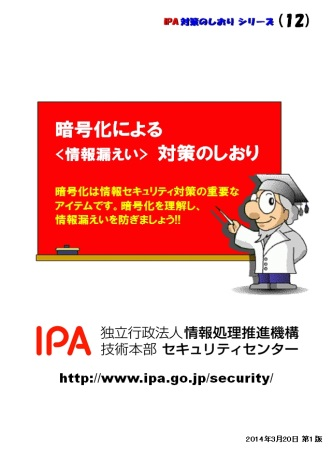 IPA 対策のしおり シリーズ (12)
暗号化による
<情報漏えい> 対策のしおり
暗号化は情報セキュリティ対策の重要な
アイテムです。暗号化を理解し、
情報漏えいを防ぎましょう!!
IPA 独立行政法人情報処理推進機構
技術本部 セキュリティセンター
http://www.ipa.go.jp/security/
2014年3月20日 第1版